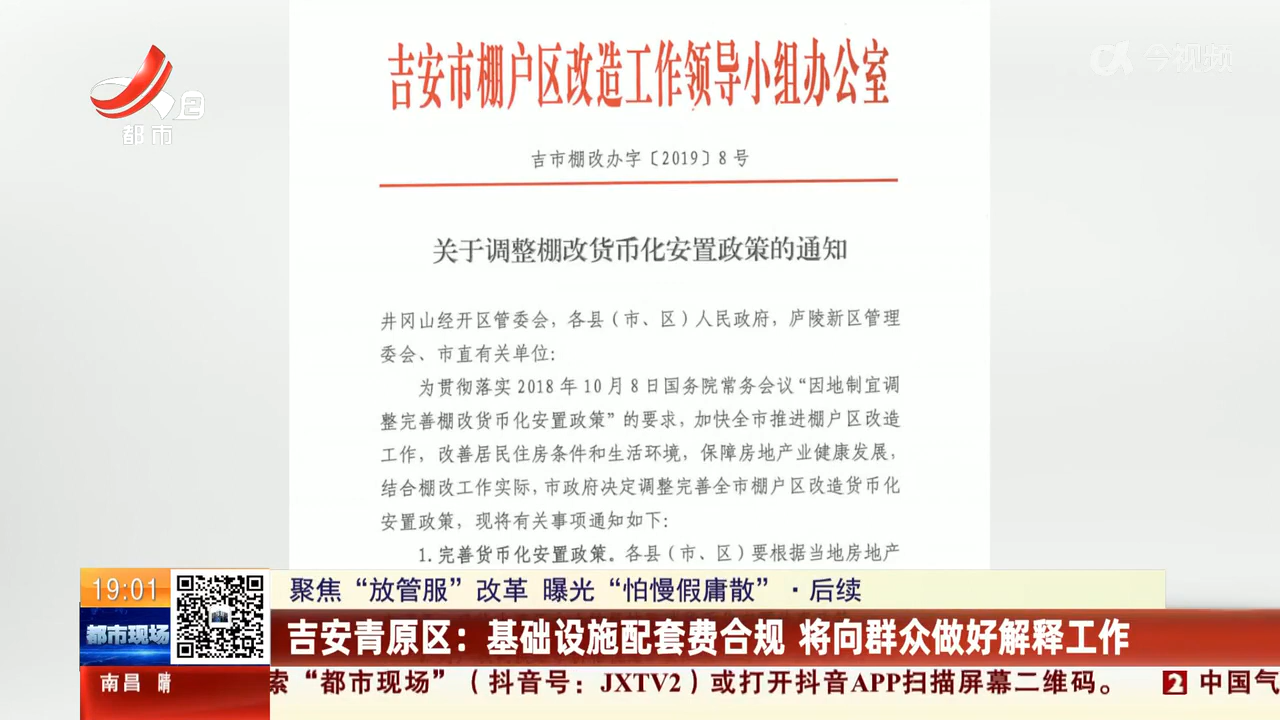 吉安市棚户区改造工作领导小组办公室
今视频
2
都市
吉市棚改办字〔2019〕8号
关于调整棚改货币化安置政策的通知
井冈山经开区管委会，各县（市、区）人民政府，庐陵新区管理
委会、市直有关单位：
为贯彻落实2018年10月8日国务院常务会议“因地制宜调
整完善棚改货币化安置政策”的要求，加快全市推进棚户区改造
工作，改善居民住房条件和生活环境，保障房地产业健康发展，
结合棚改工作实际，市政府决定调整完善全市棚户区改造货币化
安置政策，现将有关事项通知如下：
1.完善货币化安置政策。各县（市、区）要根据当地房地产
19:01
聚焦“放管服”改革 曝光“怕慢假庸散”·后续
都市现场
吉安青原区：基础设施配套费合规 将向群众做好解释工作
南昌 晴
索“都市现场”（抖音号：JXTV2）或打开抖音APP扫描屏幕二维码。 2 中国气